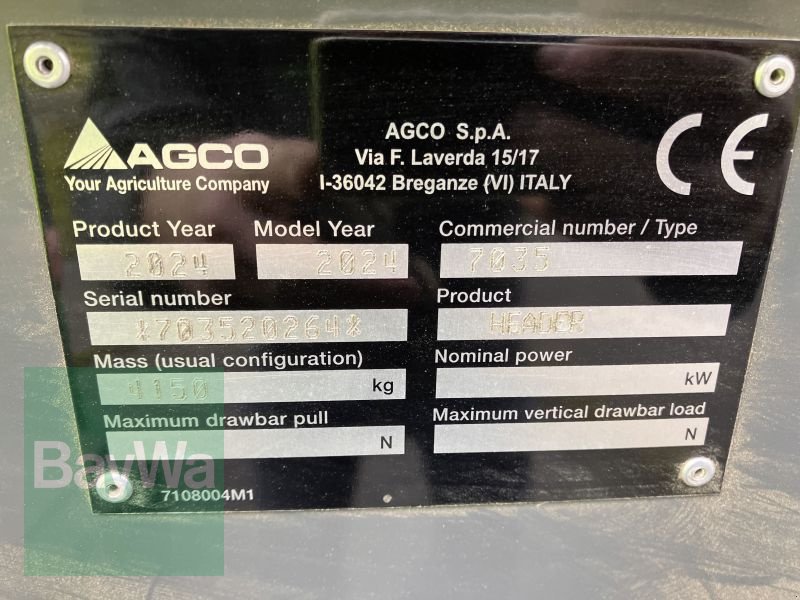 AGCO
Your Agriculture Company
AGCO S.p.A.
Via F. Laverda 15/17
I-36042 Breganze (VI) ITALY
CE
Product Year
Model Year
Commercial number / Type
2024
2024
7035
Serial number
Product
*703520264*
HEADER
Mass (usual configuration)
Nominal power
4150 kg
kW
Maximum drawbar pull
Maximum vertical drawbar load
N
N
BayWa
7108004M1